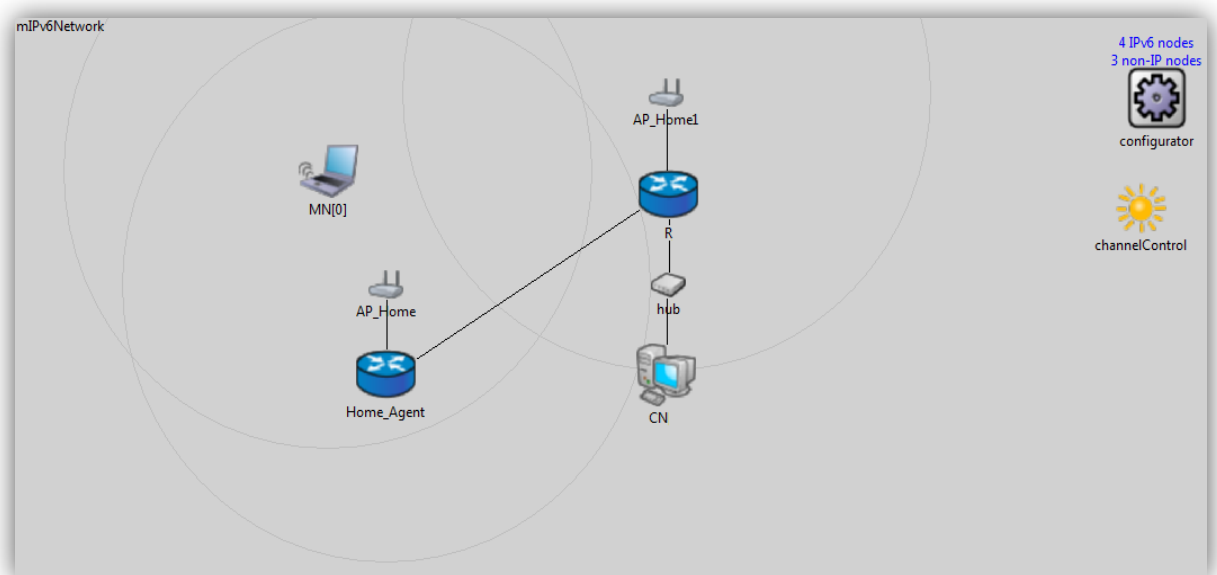 mIPv6Network
4 IPv6 nodes
3 non-IP nodes
configurator
channelControl
AP_Home1
R
MN[0]
AP_Home
hub
Home_Agent
CN